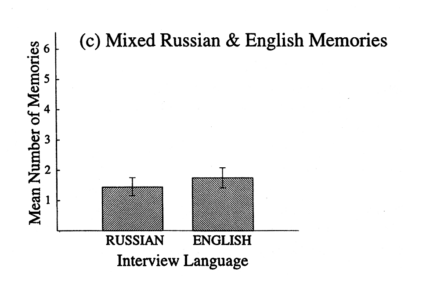 (c) Mixed Russian & English Memories
Mean Number of Memories
6
5
4
3
2
1
RUSSIAN
ENGLISH
Interview Language